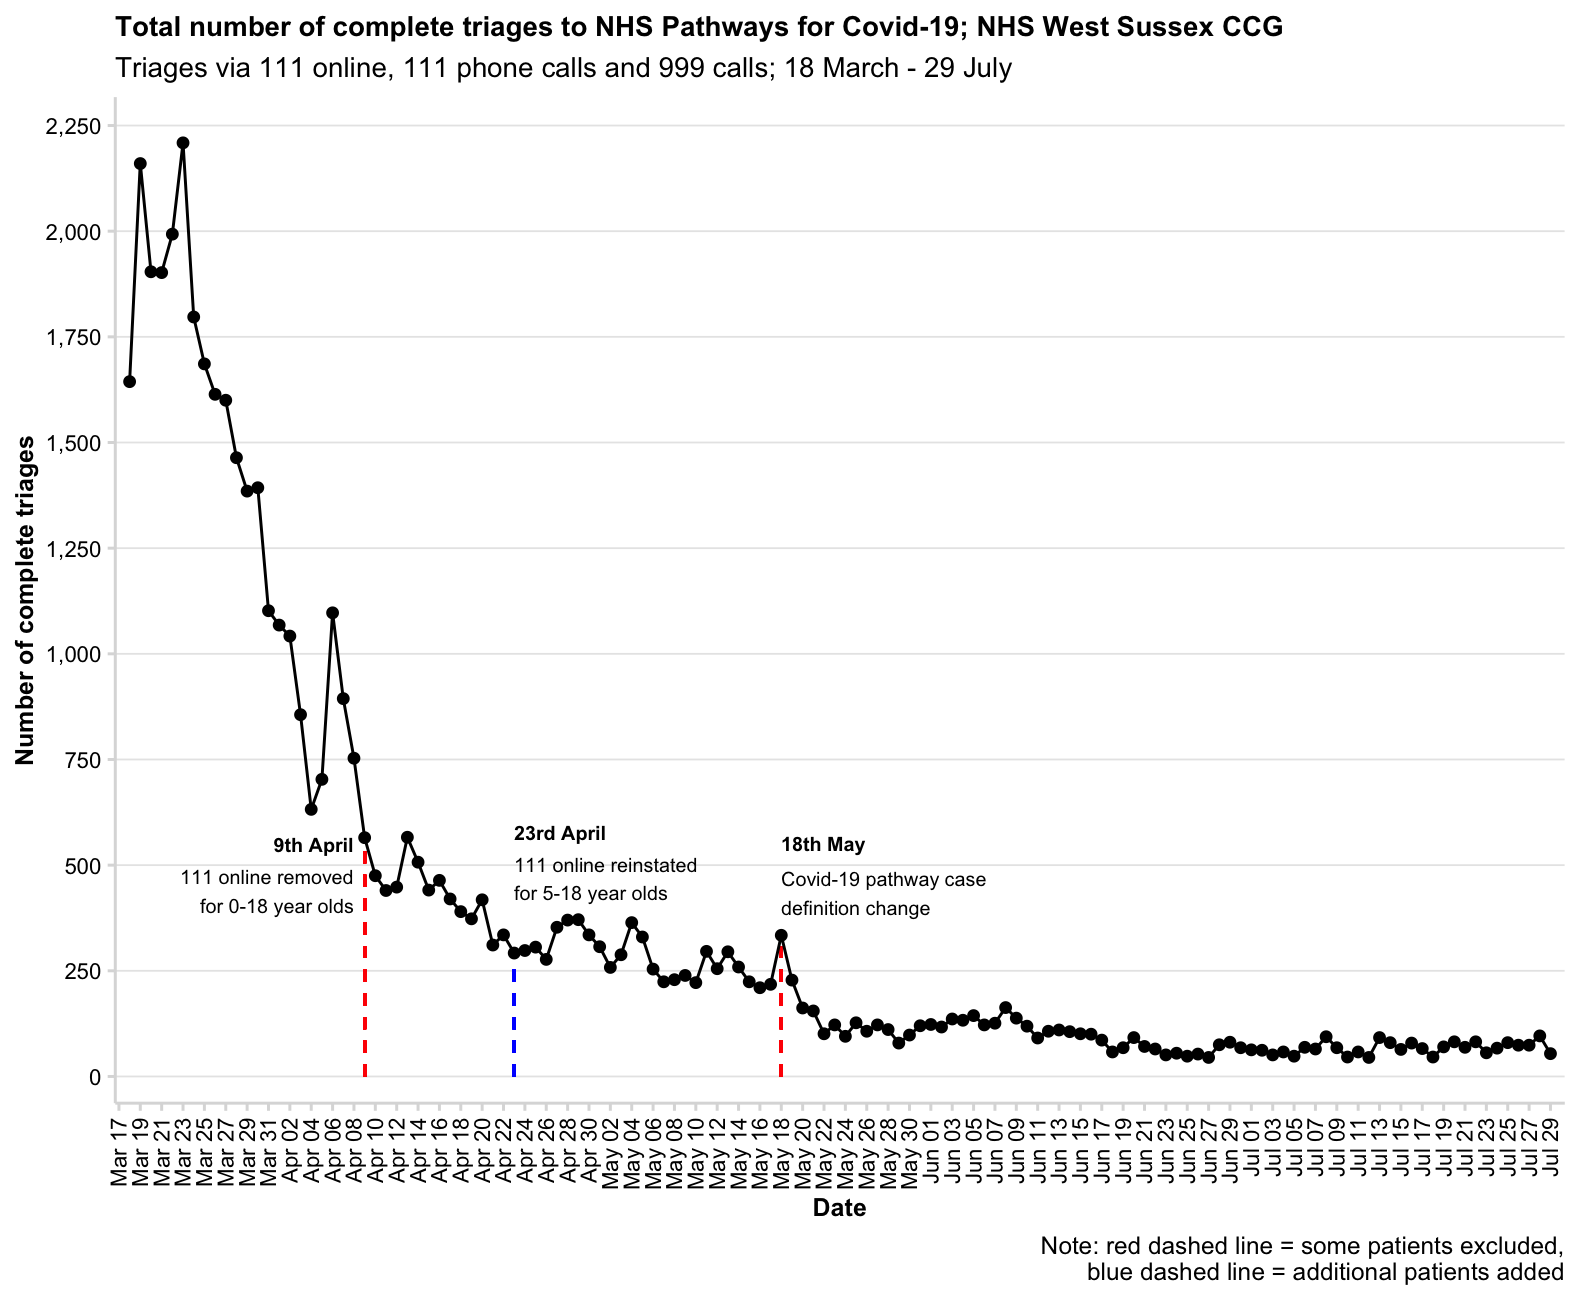 Total number of complete triages to NHS Pathways for Covid-19; NHS West Sussex CCG
Triages via 111 online, 111 phone calls and 999 calls; 18 March - 29 July
Number of complete triages
2,250
2,000
1,750
1,500
1,250
1,000
750
500
250
0
9th April
111 online removed
for 0-18 year olds
23rd April
111 online reinstated
for 5-18 year olds
18th May
Covid-19 pathway case
definition change
Mar 17
Mar 19
Mar 21
Mar 23
Mar 25
Mar 27
Mar 29
Mar 31
Apr 02
Apr 04
Apr 06
Apr 08
Apr 10
Apr 12
Apr 14
Apr 16
Apr 18
Apr 20
Apr 22
Apr 24
Apr 26
Apr 28
Apr 30
May 02
May 04
May 06
May 08
May 10
May 12
May 14
May 16
May 18
May 20
May 22
May 24
May 26
May 28
May 30
Jun 01
Jun 03
Jun 05
Jun 07
Jun 09
Jun 11
Jun 13
Jun 15
Jun 17
Jun 19
Jun 21
Jun 23
Jun 25
Jun 27
Jun 29
Jul 01
Jul 03
Jul 05
Jul 07
Jul 09
Jul 11
Jul 13
Jul 15
Jul 17
Jul 19
Jul 21
Jul 23
Jul 25
Jul 27
Jul 29
Date
Note: red dashed line = some patients excluded,
blue dashed line = additional patients added